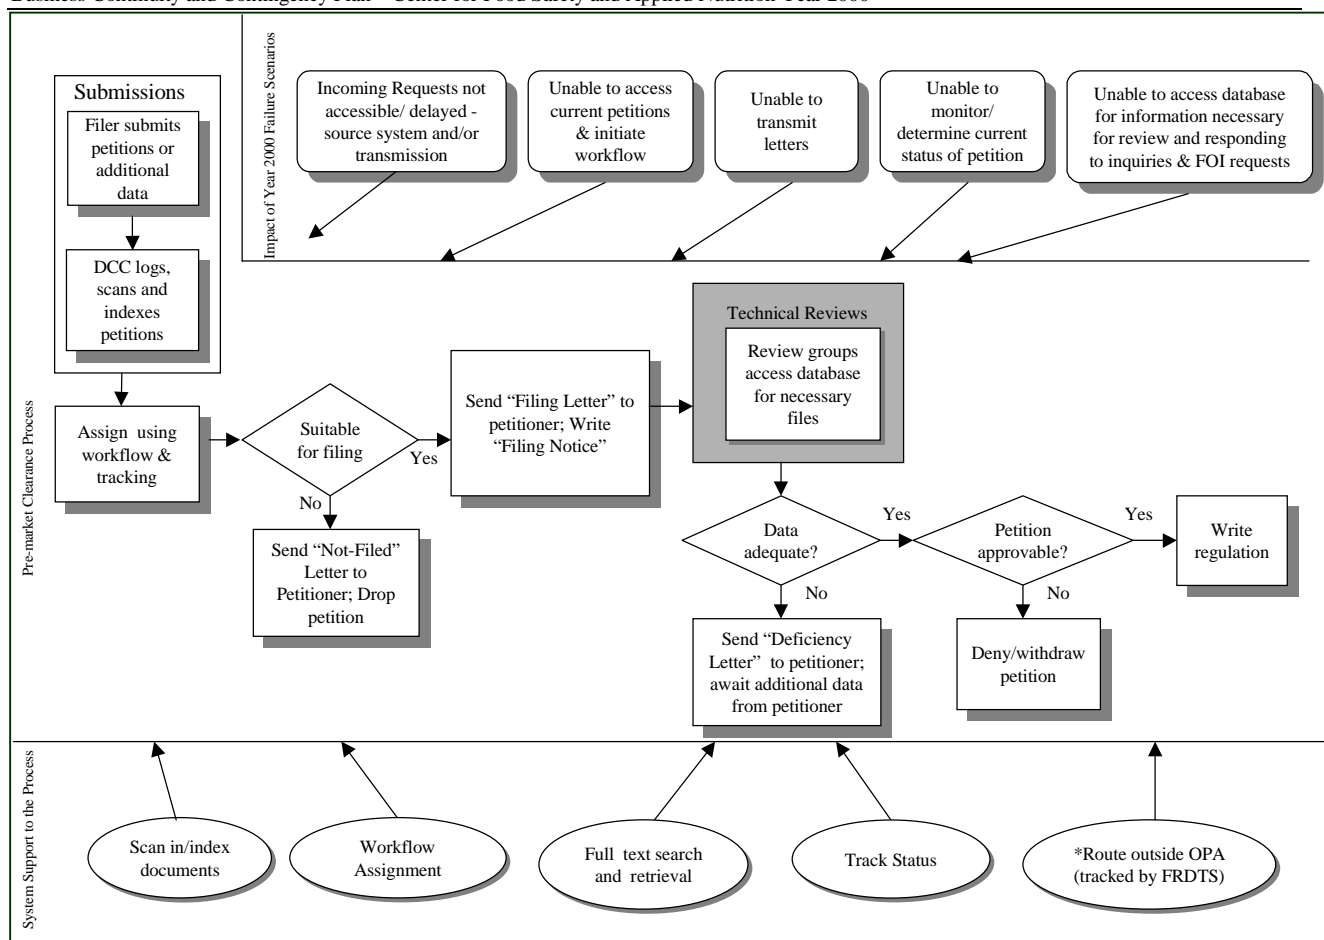 Business Continuity and Contingency Plan – Center for Food Safety and Applied Nutrition Year 2000
Impact of Year 2000 Failure Scenarios
Incoming Requests not
accessible/ delayed -
source system and/or
transmission
Unable to access
current petitions
& initiate
workflow
Unable to
transmit
letters
Unable to
monitor/
determine current
status of petition
Unable to access database
for information necessary
for review and responding
to inquiries & FOI requests
Pre-market Clearance Process
Submissions
Filer submits
petitions or
additional
data
DCC logs,
scans and
indexes
petitions
Assign using
workflow &
tracking
Suitable
for filing
Yes
No
Send “Not-Filed”
Letter to
Petitioner; Drop
petition
Send “Filing Letter” to
petitioner; Write
“Filing Notice”
Technical Reviews
Review groups
access database
for necessary
files
Data
adequate?
Yes
No
Send “Deficiency
Letter” to petitioner;
await additional data
from petitioner
Petition
approvable?
Yes
No
Deny/withdraw
petition
Write
regulation
System Support to the Process
Scan in/index
documents
Workflow
Assignment
Full text search
and retrieval
Track Status
*Route outside OPA
(tracked by FRDTS)